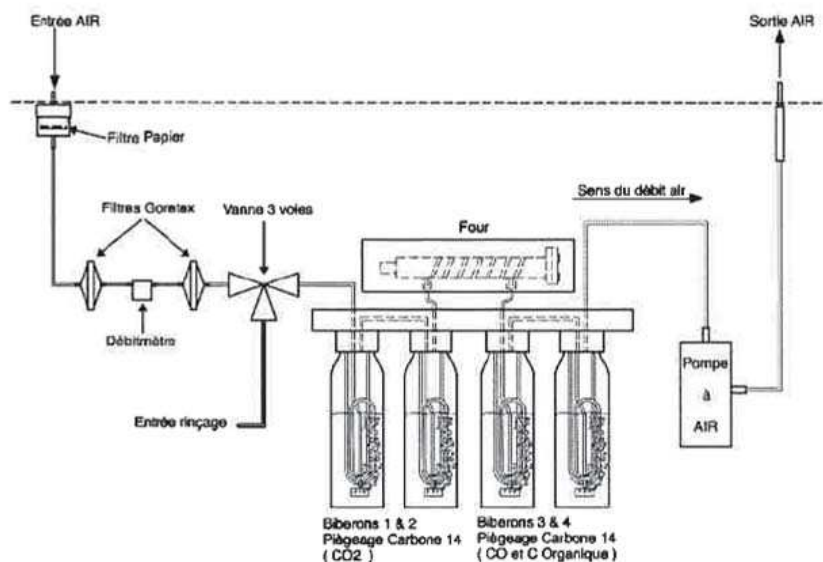 Entrée AIR
Sortie AIR
Filtre Papier
Sens du débit air
Filtres Goretex
Vanne 3 voies
Four
Débitmètre
Pompe
à
AIR
Entrée rinçage
Biberons 1 & 2
Piègeage Carbone 14
( CO2 )
Biberons 3 & 4
Piègeage Carbone 14
( CO et C Organique )